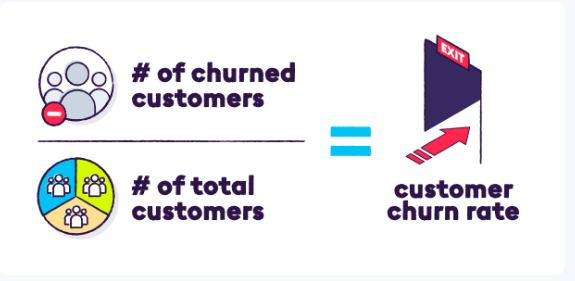 # of churned
customers
# of total
customers
EXIT
customer
churn rate